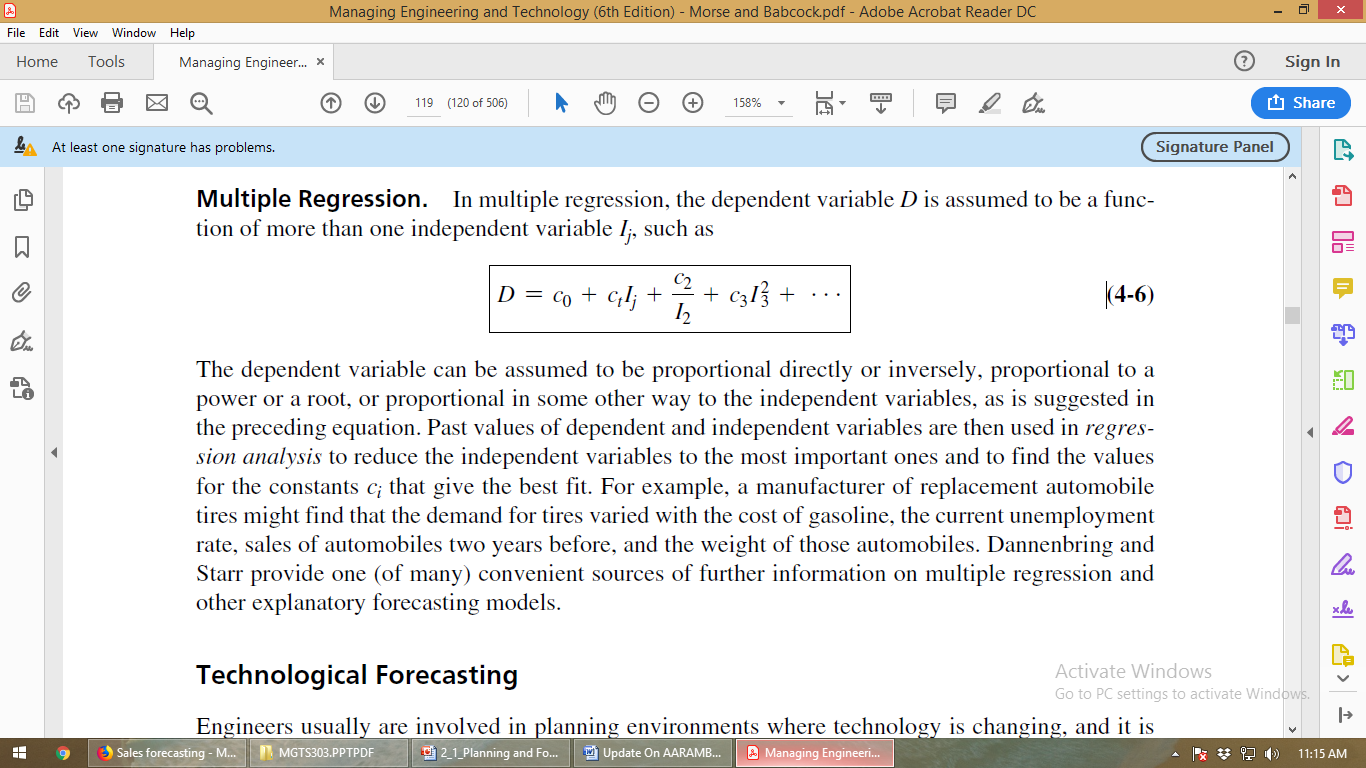 Managing Engineering and Technology (6th Edition) - Morse and Babcock.pdf - Adobe Acrobat Reader DC
File Edit View Window Help
Home Tools Managing Engineer... × Sign In
119 (120 of 506) 158% Share
At least one signature has problems. Signature Panel
Multiple Regression. In multiple regression, the dependent variable D is assumed to be a func-
tion of more than one independent variable Iⱼ, such as
D = c₀ + cₜIⱼ + c₂/I₂ + c₃I₃² + ···
(4-6)
The dependent variable can be assumed to be proportional directly or inversely, proportional to a
power or a root, or proportional in some other way to the independent variables, as is suggested in
the preceding equation. Past values of dependent and independent variables are then used in regres-
sion analysis to reduce the independent variables to the most important ones and to find the values
for the constants cᵢ that give the best fit. For example, a manufacturer of replacement automobile
tires might find that the demand for tires varied with the cost of gasoline, the current unemployment
rate, sales of automobiles two years before, and the weight of those automobiles. Dannenbring and
Starr provide one (of many) convenient sources of further information on multiple regression and
other explanatory forecasting models.
Technological Forecasting
Engineers usually are involved in planning environments where technology is changing, and it is
Activate Windows
Go to PC settings to activate Windows.
Sales forecasting - M... MGTS303.PPTPDF 2_1_Planning and Fo... Update On AARAMB... Managing Engineeri... 11:15 AM